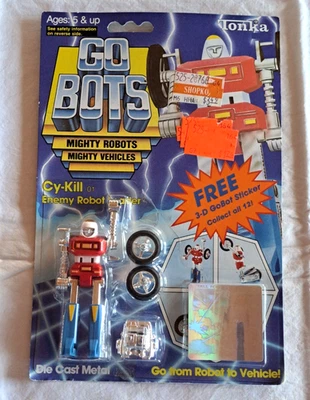 Ages: 5 & up
See safety information
on reverse side.
Tonka
GO
BOTS
™
SHOPKO
MIGHTY ROBOTS
MIGHTY VEHICLES
Cy-Kill
Enemy Robot
FREE
3-D GoBot Sticker
Collect all 12!
Die Cast Metal
Go from Robot to Vehicle!